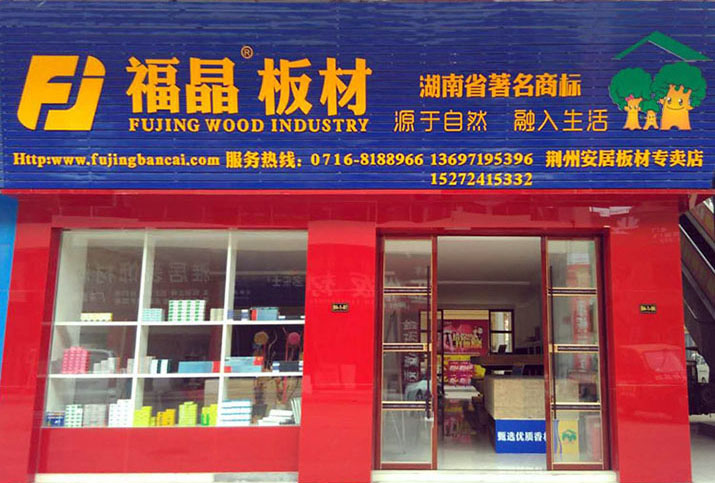 FJ 福晶® 板材
FUJING WOOD INDUSTRY
湖南省著名商标
源于自然 融入生活
Http:www.fujingbancai.com 服务热线: 0716-8188966 13697195396 荆州安居板材专卖店
15272415332
甄选优质香杉